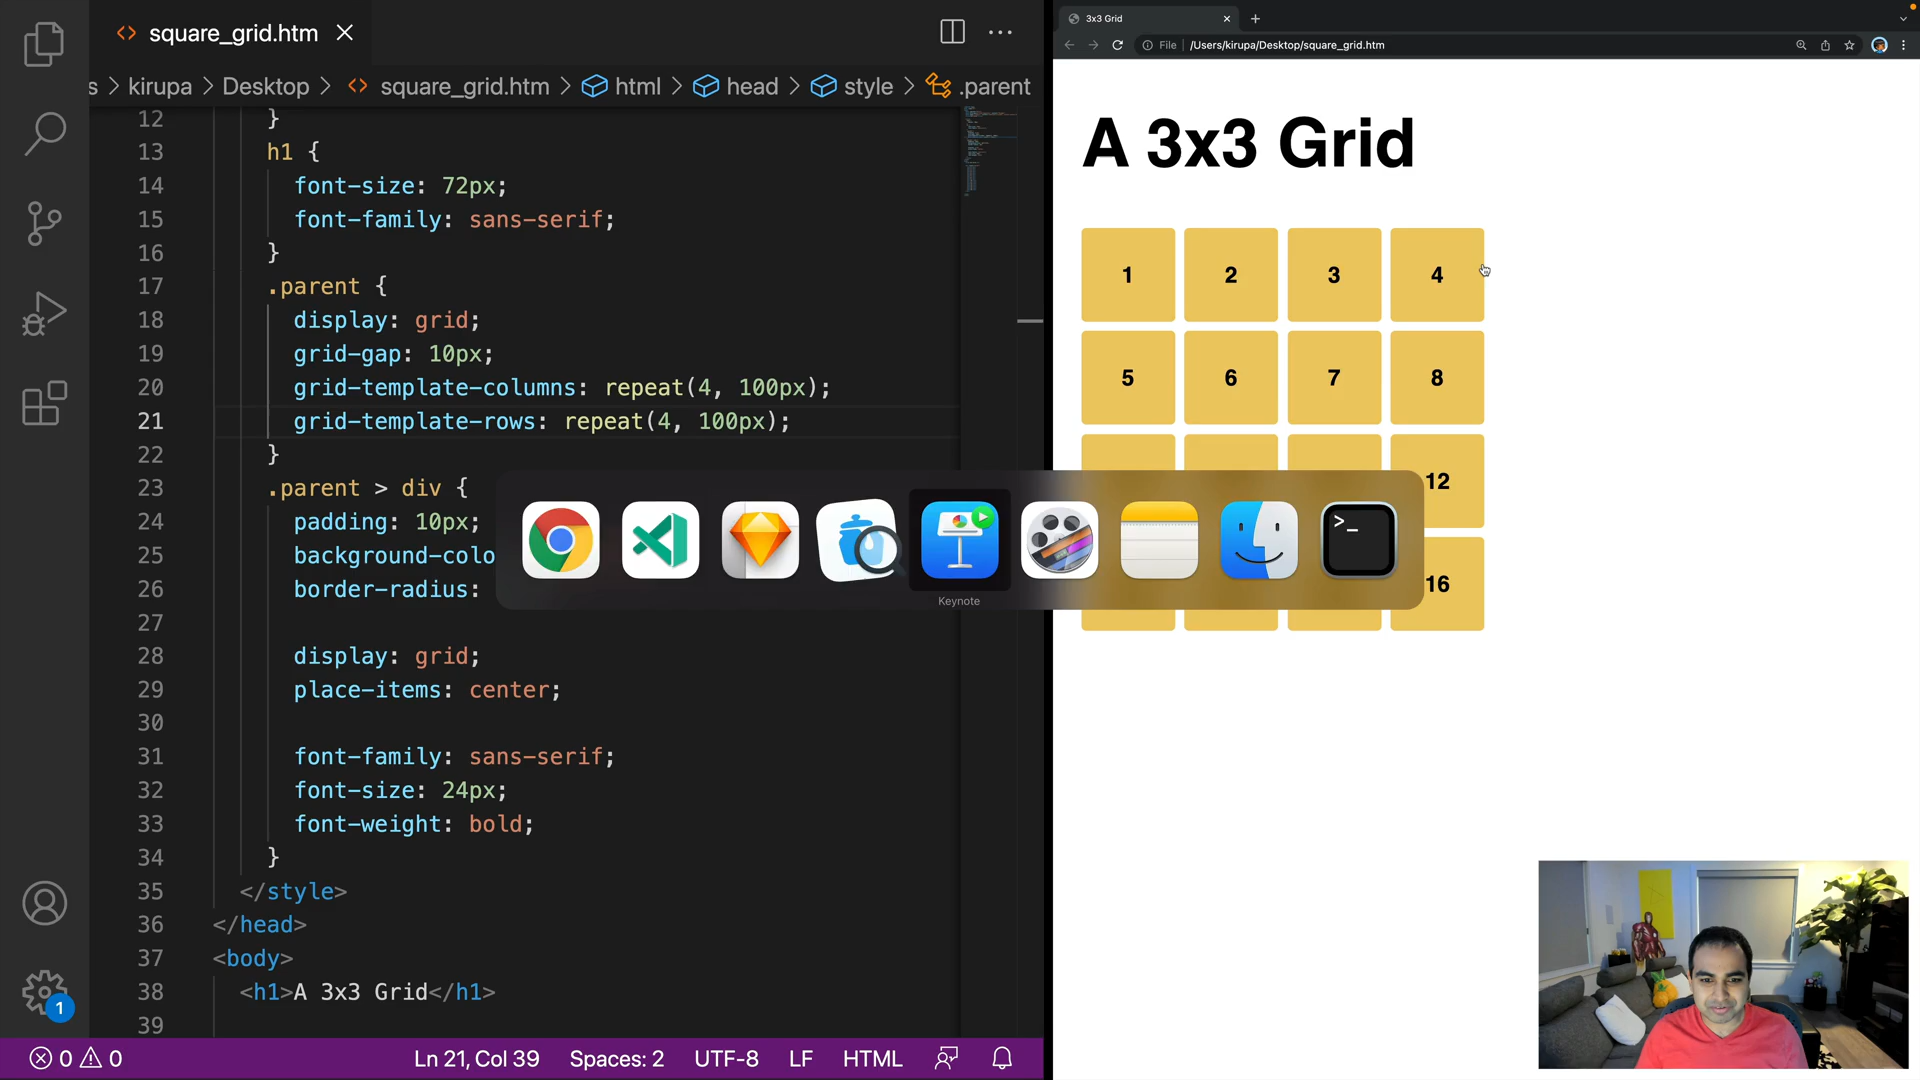 square_grid.htm
s > kirupa > Desktop > square_grid.htm > html > head > style > .parent
12 }
13 h1 {
14 font-size: 72px;
15 font-family: sans-serif;
16 }
17 .parent {
18 display: grid;
19 grid-gap: 10px;
20 grid-template-columns: repeat(4, 100px);
21 grid-template-rows: repeat(4, 100px);
22 }
23 .parent > div {
24 padding: 10px;
25 background-colo
26 border-radius:
27
28 display: grid;
29 place-items: center;
30
31 font-family: sans-serif;
32 font-size: 24px;
33 font-weight: bold;
34 }
35 </style>
36 </head>
37 <body>
38 <h1>A 3x3 Grid</h1>
39
1
0 0 Ln 21, Col 39 Spaces: 2 UTF-8 LF HTML
3x3 Grid
File /Users/kirupa/Desktop/square_grid.htm
A 3x3 Grid
1 2 3 4
5 6 7 8
12
16
>_
Keynote